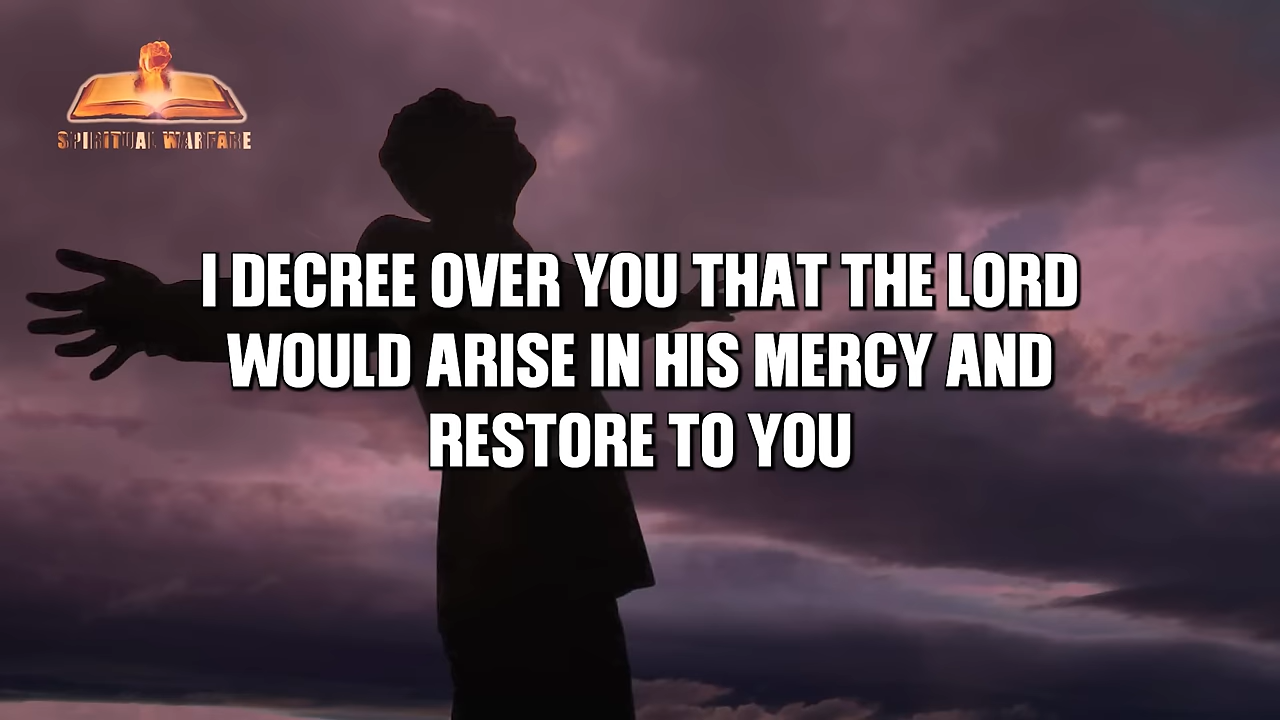 SPIRITUAL WARFARE
I DECREE OVER YOU THAT THE LORD
WOULD ARISE IN HIS MERCY AND
RESTORE TO YOU